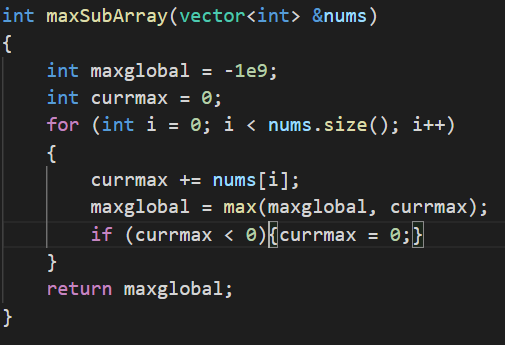 int maxSubArray(vector<int> &nums)
{
    int maxglobal = -1e9;
    int currmax = 0;
    for (int i = 0; i < nums.size(); i++)
    {
        currmax += nums[i];
        maxglobal = max(maxglobal, currmax);
        if (currmax < 0){currmax = 0;}
    }
    return maxglobal;
}